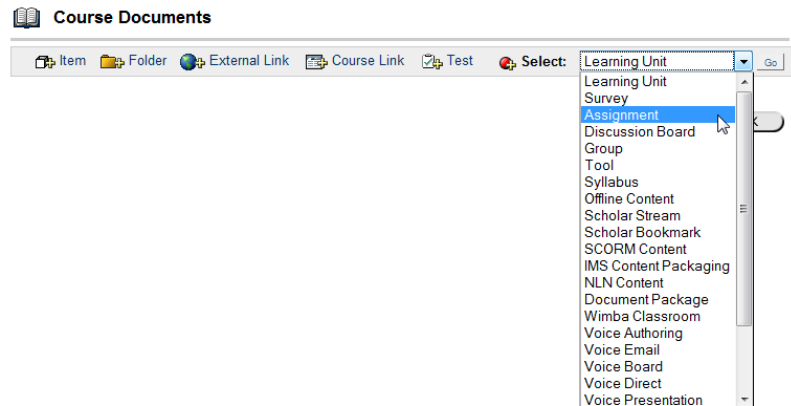 Course Documents
Item Folder External Link Course Link Test Select: Learning Unit Go
Learning Unit
Survey
Assignment
Discussion Board
Group
Tool
Syllabus
Offline Content
Scholar Stream
Scholar Bookmark
SCORM Content
IMS Content Packaging
NLN Content
Document Package
Wimba Classroom
Voice Authoring
Voice Email
Voice Board
Voice Direct
Voice Presentation